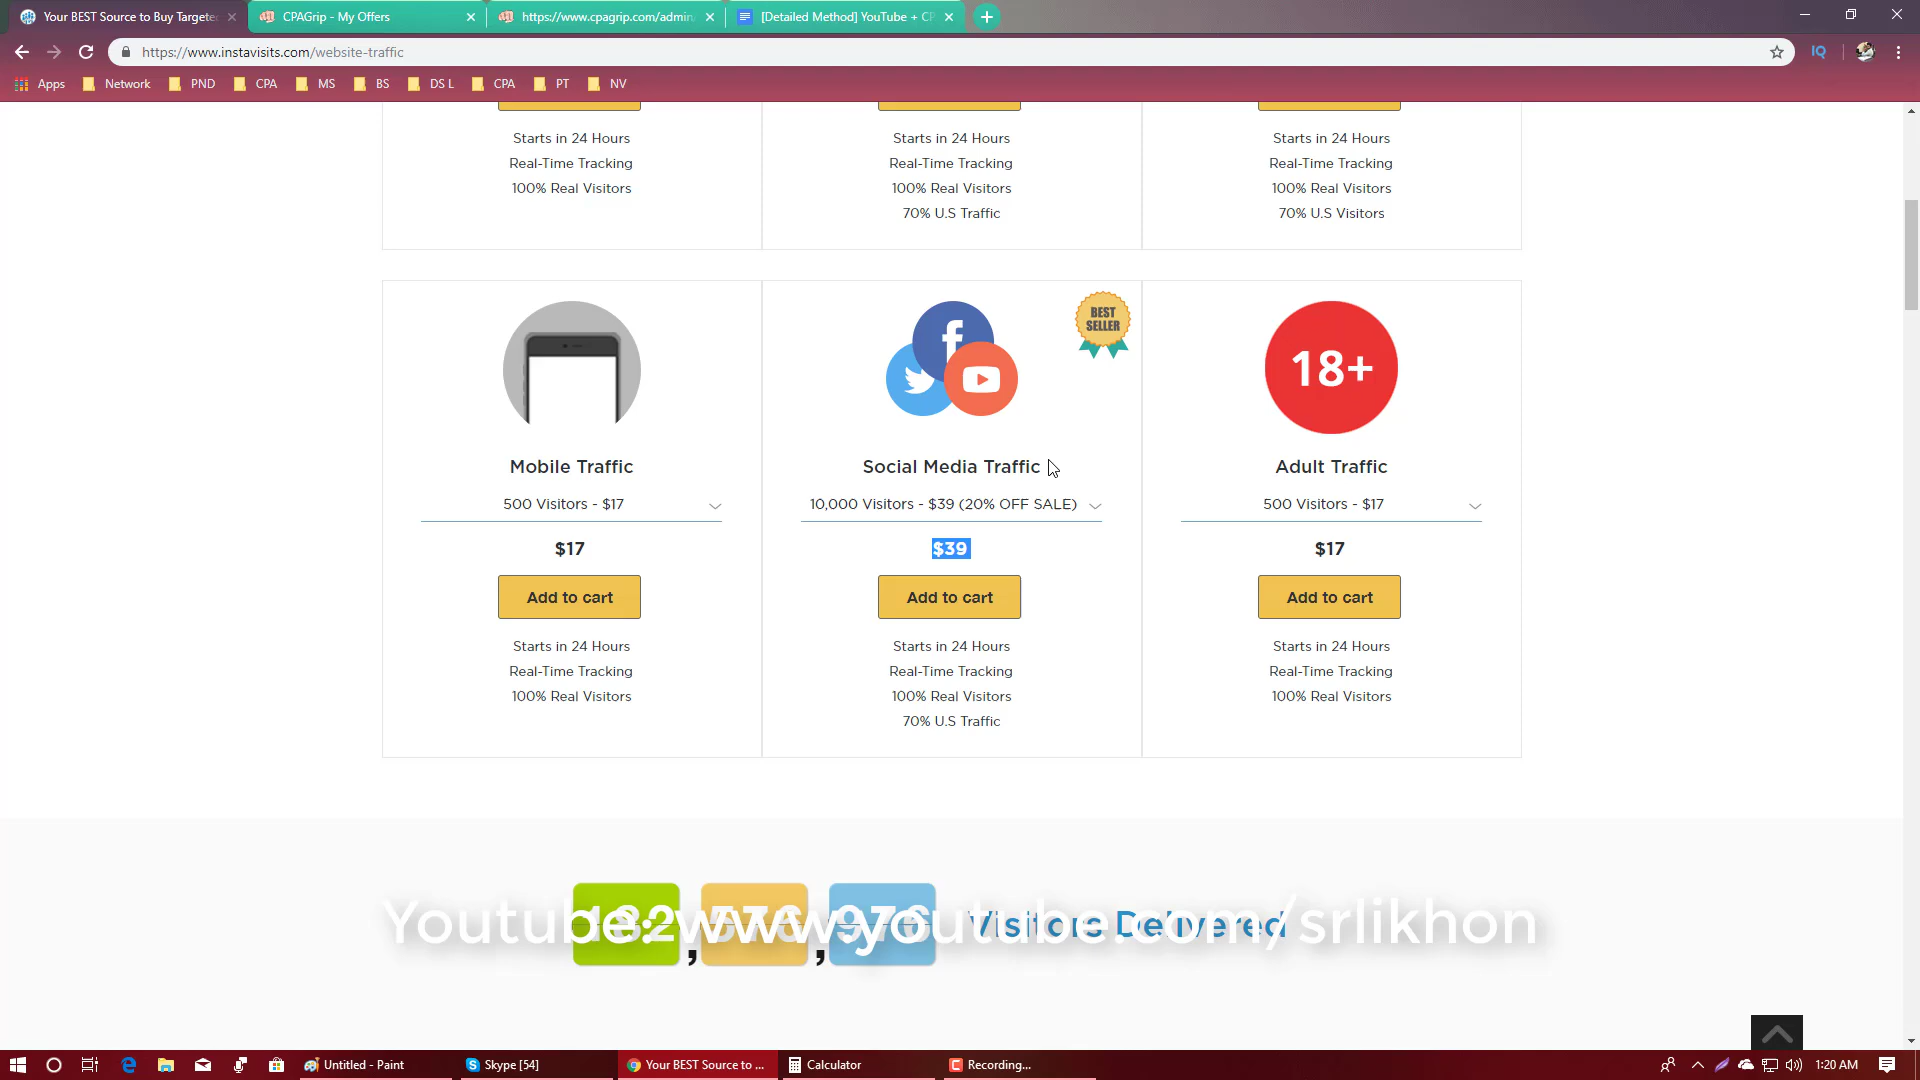 Your BEST Source to Buy Targete
CPAGrip - My Offers
https://www.cpagrip.com/admin
[Detailed Method] YouTube + CP
https://www.instavisits.com/website-traffic
Apps
Network
PND
CPA
MS
BS
DS L
CPA
PT
NV
Starts in 24 Hours
Real-Time Tracking
100% Real Visitors
Starts in 24 Hours
Real-Time Tracking
100% Real Visitors
70% U.S Traffic
Starts in 24 Hours
Real-Time Tracking
100% Real Visitors
70% U.S Visitors
Mobile Traffic
500 Visitors - $17
$17
Add to cart
Starts in 24 Hours
Real-Time Tracking
100% Real Visitors
BEST
SELLER
Social Media Traffic
10,000 Visitors - $39 (20% OFF SALE)
$39
Add to cart
Starts in 24 Hours
Real-Time Tracking
100% Real Visitors
70% U.S Traffic
18+
Adult Traffic
500 Visitors - $17
$17
Add to cart
Starts in 24 Hours
Real-Time Tracking
100% Real Visitors
Visitors Delivered
Youtube: www.youtube.com/srlikhon
Untitled - Paint
Skype [54]
Your BEST Source to ...
Calculator
Recording...
1:20 AM